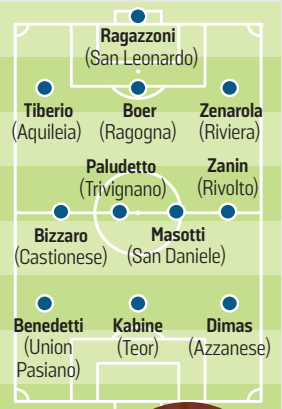 Ragazzoni
(San Leonardo)
Tiberio
(Aquileia)
Boer
(Ragogna)
Zenarola
(Riviera)
Paludetto
(Trivignano)
Zanin
(Rivolto)
Bizzaro
(Castionese)
Masotti
(San Daniele)
Benedetti
(Union
Pasiano)
Kabine
(Teor)
Dimas
(Azzanese)